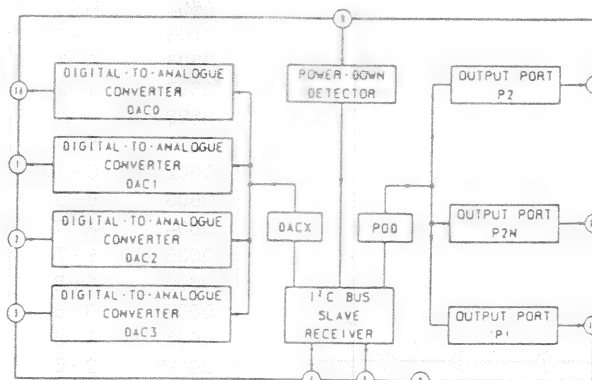 9
DIGITAL-TO-ANALOGUE
CONVERTER
DAC0
16
POWER-DOWN
DETECTOR
OUTPUT PORT
P2
DIGITAL-TO-ANALOGUE
CONVERTER
DAC1
1
DACX
POD
DIGITAL-TO-ANALOGUE
CONVERTER
DAC2
2
OUTPUT PORT
P2N
DIGITAL-TO-ANALOGUE
CONVERTER
DAC3
3
I²C BUS
SLAVE
RECEIVER
OUTPUT PORT
P1